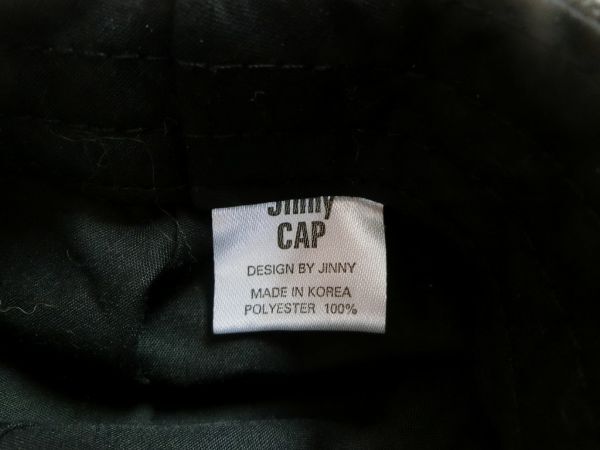 Jinny
CAP
DESIGN BY JINNY
MADE IN KOREA
POLYESTER 100%